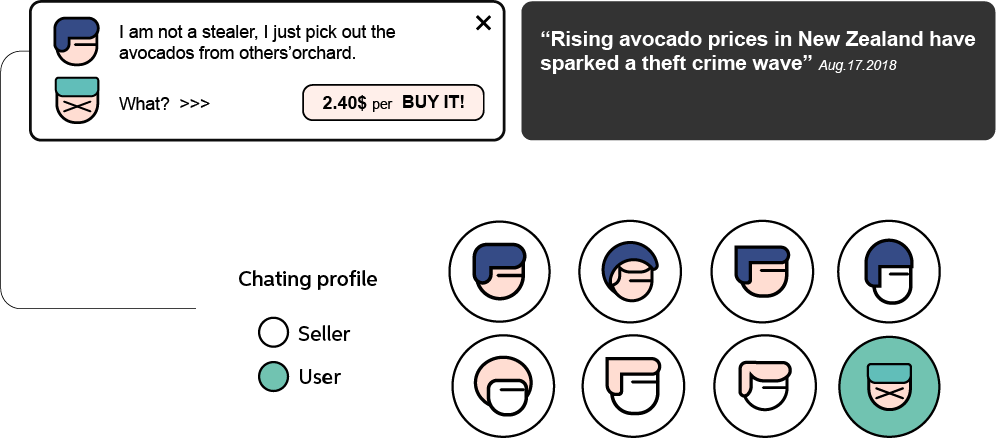 I am not a stealer, I just pick out the
avocados from others’orchard.
What? >>>
2.40$ per BUY IT!
“Rising avocado prices in New Zealand have
sparked a theft crime wave” Aug.17.2018
Chating profile
Seller
User